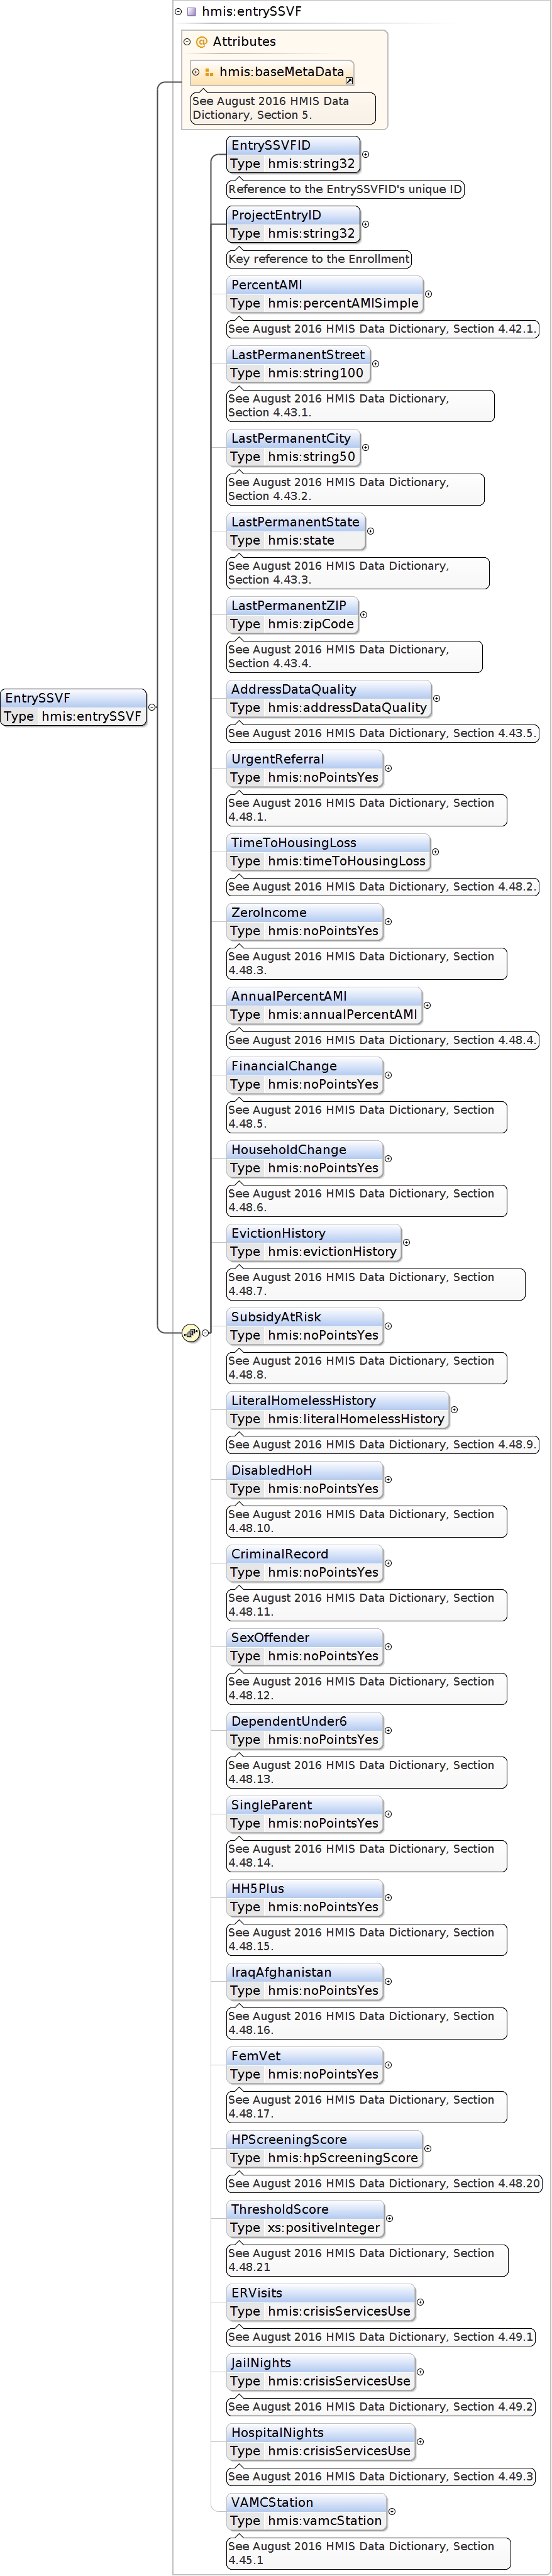 hmis:entrySSVF
Attributes
hmis:baseMetaData
See August 2016 HMIS Data
Dictionary, Section 5.
EntrySSVFID
Type hmis:string32
Reference to the EntrySSVFID's unique ID
ProjectEntryID
Type hmis:string32
Key reference to the Enrollment
PercentAMI
Type hmis:percentAMISimple
See August 2016 HMIS Data Dictionary, Section 4.42.1.
LastPermanentStreet
Type hmis:string100
See August 2016 HMIS Data Dictionary,
Section 4.43.1.
LastPermanentCity
Type hmis:string50
See August 2016 HMIS Data Dictionary,
Section 4.43.2.
LastPermanentState
Type hmis:state
See August 2016 HMIS Data Dictionary,
Section 4.43.3.
LastPermanentZIP
Type hmis:zipCode
See August 2016 HMIS Data Dictionary,
Section 4.43.4.
EntrySSVF
Type hmis:entrySSVF
AddressDataQuality
Type hmis:addressDataQuality
See August 2016 HMIS Data Dictionary, Section 4.43.5.
UrgentReferral
Type hmis:noPointsYes
See August 2016 HMIS Data Dictionary, Section
4.48.1.
TimeToHousingLoss
Type hmis:timeToHousingLoss
See August 2016 HMIS Data Dictionary, Section 4.48.2.
ZeroIncome
Type hmis:noPointsYes
See August 2016 HMIS Data Dictionary, Section
4.48.3.
AnnualPercentAMI
Type hmis:annualPercentAMI
See August 2016 HMIS Data Dictionary, Section 4.48.4.
FinancialChange
Type hmis:noPointsYes
See August 2016 HMIS Data Dictionary, Section
4.48.5.
HouseholdChange
Type hmis:noPointsYes
See August 2016 HMIS Data Dictionary, Section
4.48.6.
EvictionHistory
Type hmis:evictionHistory
See August 2016 HMIS Data Dictionary, Section
4.48.7.
SubsidyAtRisk
Type hmis:noPointsYes
See August 2016 HMIS Data Dictionary, Section
4.48.8.
LiteralHomelessHistory
Type hmis:literalHomelessHistory
See August 2016 HMIS Data Dictionary, Section 4.48.9.
DisabledHoH
Type hmis:noPointsYes
See August 2016 HMIS Data Dictionary, Section
4.48.10.
CriminalRecord
Type hmis:noPointsYes
See August 2016 HMIS Data Dictionary, Section
4.48.11.
SexOffender
Type hmis:noPointsYes
See August 2016 HMIS Data Dictionary, Section
4.48.12.
DependentUnder6
Type hmis:noPointsYes
See August 2016 HMIS Data Dictionary, Section
4.48.13.
SingleParent
Type hmis:noPointsYes
See August 2016 HMIS Data Dictionary, Section
4.48.14.
HH5Plus
Type hmis:noPointsYes
See August 2016 HMIS Data Dictionary, Section
4.48.15.
IraqAfghanistan
Type hmis:noPointsYes
See August 2016 HMIS Data Dictionary, Section
4.48.16.
FemVet
Type hmis:noPointsYes
See August 2016 HMIS Data Dictionary, Section
4.48.17.
HPScreeningScore
Type hmis:hpScreeningScore
See August 2016 HMIS Data Dictionary, Section 4.48.20
ThresholdScore
Type xs:positiveInteger
See August 2016 HMIS Data Dictionary, Section
4.48.21
ERVisits
Type hmis:crisisServicesUse
See August 2016 HMIS Data Dictionary, Section 4.49.1
JailNights
Type hmis:crisisServicesUse
See August 2016 HMIS Data Dictionary, Section 4.49.2
HospitalNights
Type hmis:crisisServicesUse
See August 2016 HMIS Data Dictionary, Section 4.49.3
VAMCStation
Type hmis:vamcStation
See August 2016 HMIS Data Dictionary, Section
4.45.1